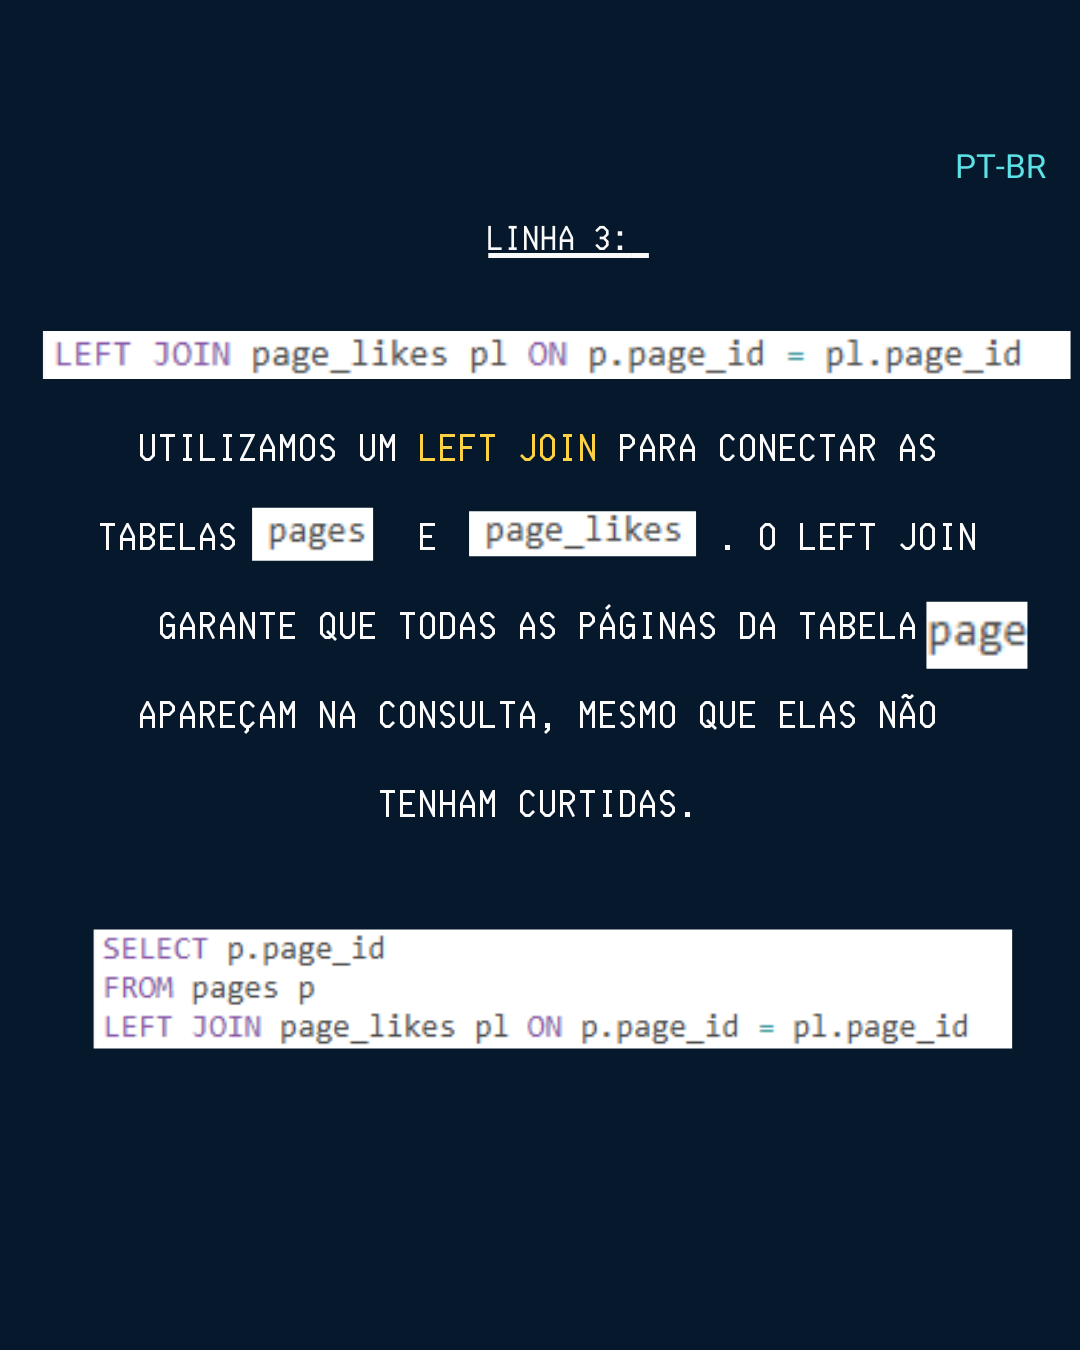 PT-BR
LINHA 3:
LEFT JOIN page_likes pl ON p.page_id = pl.page_id
UTILIZAMOS UM LEFT JOIN PARA CONECTAR AS
TABELAS pages E page_likes . O LEFT JOIN
GARANTE QUE TODAS AS PÁGINAS DA TABELA page
APAREÇAM NA CONSULTA, MESMO QUE ELAS NÃO
TENHAM CURTIDAS.
SELECT p.page_id
FROM pages p
LEFT JOIN page_likes pl ON p.page_id = pl.page_id